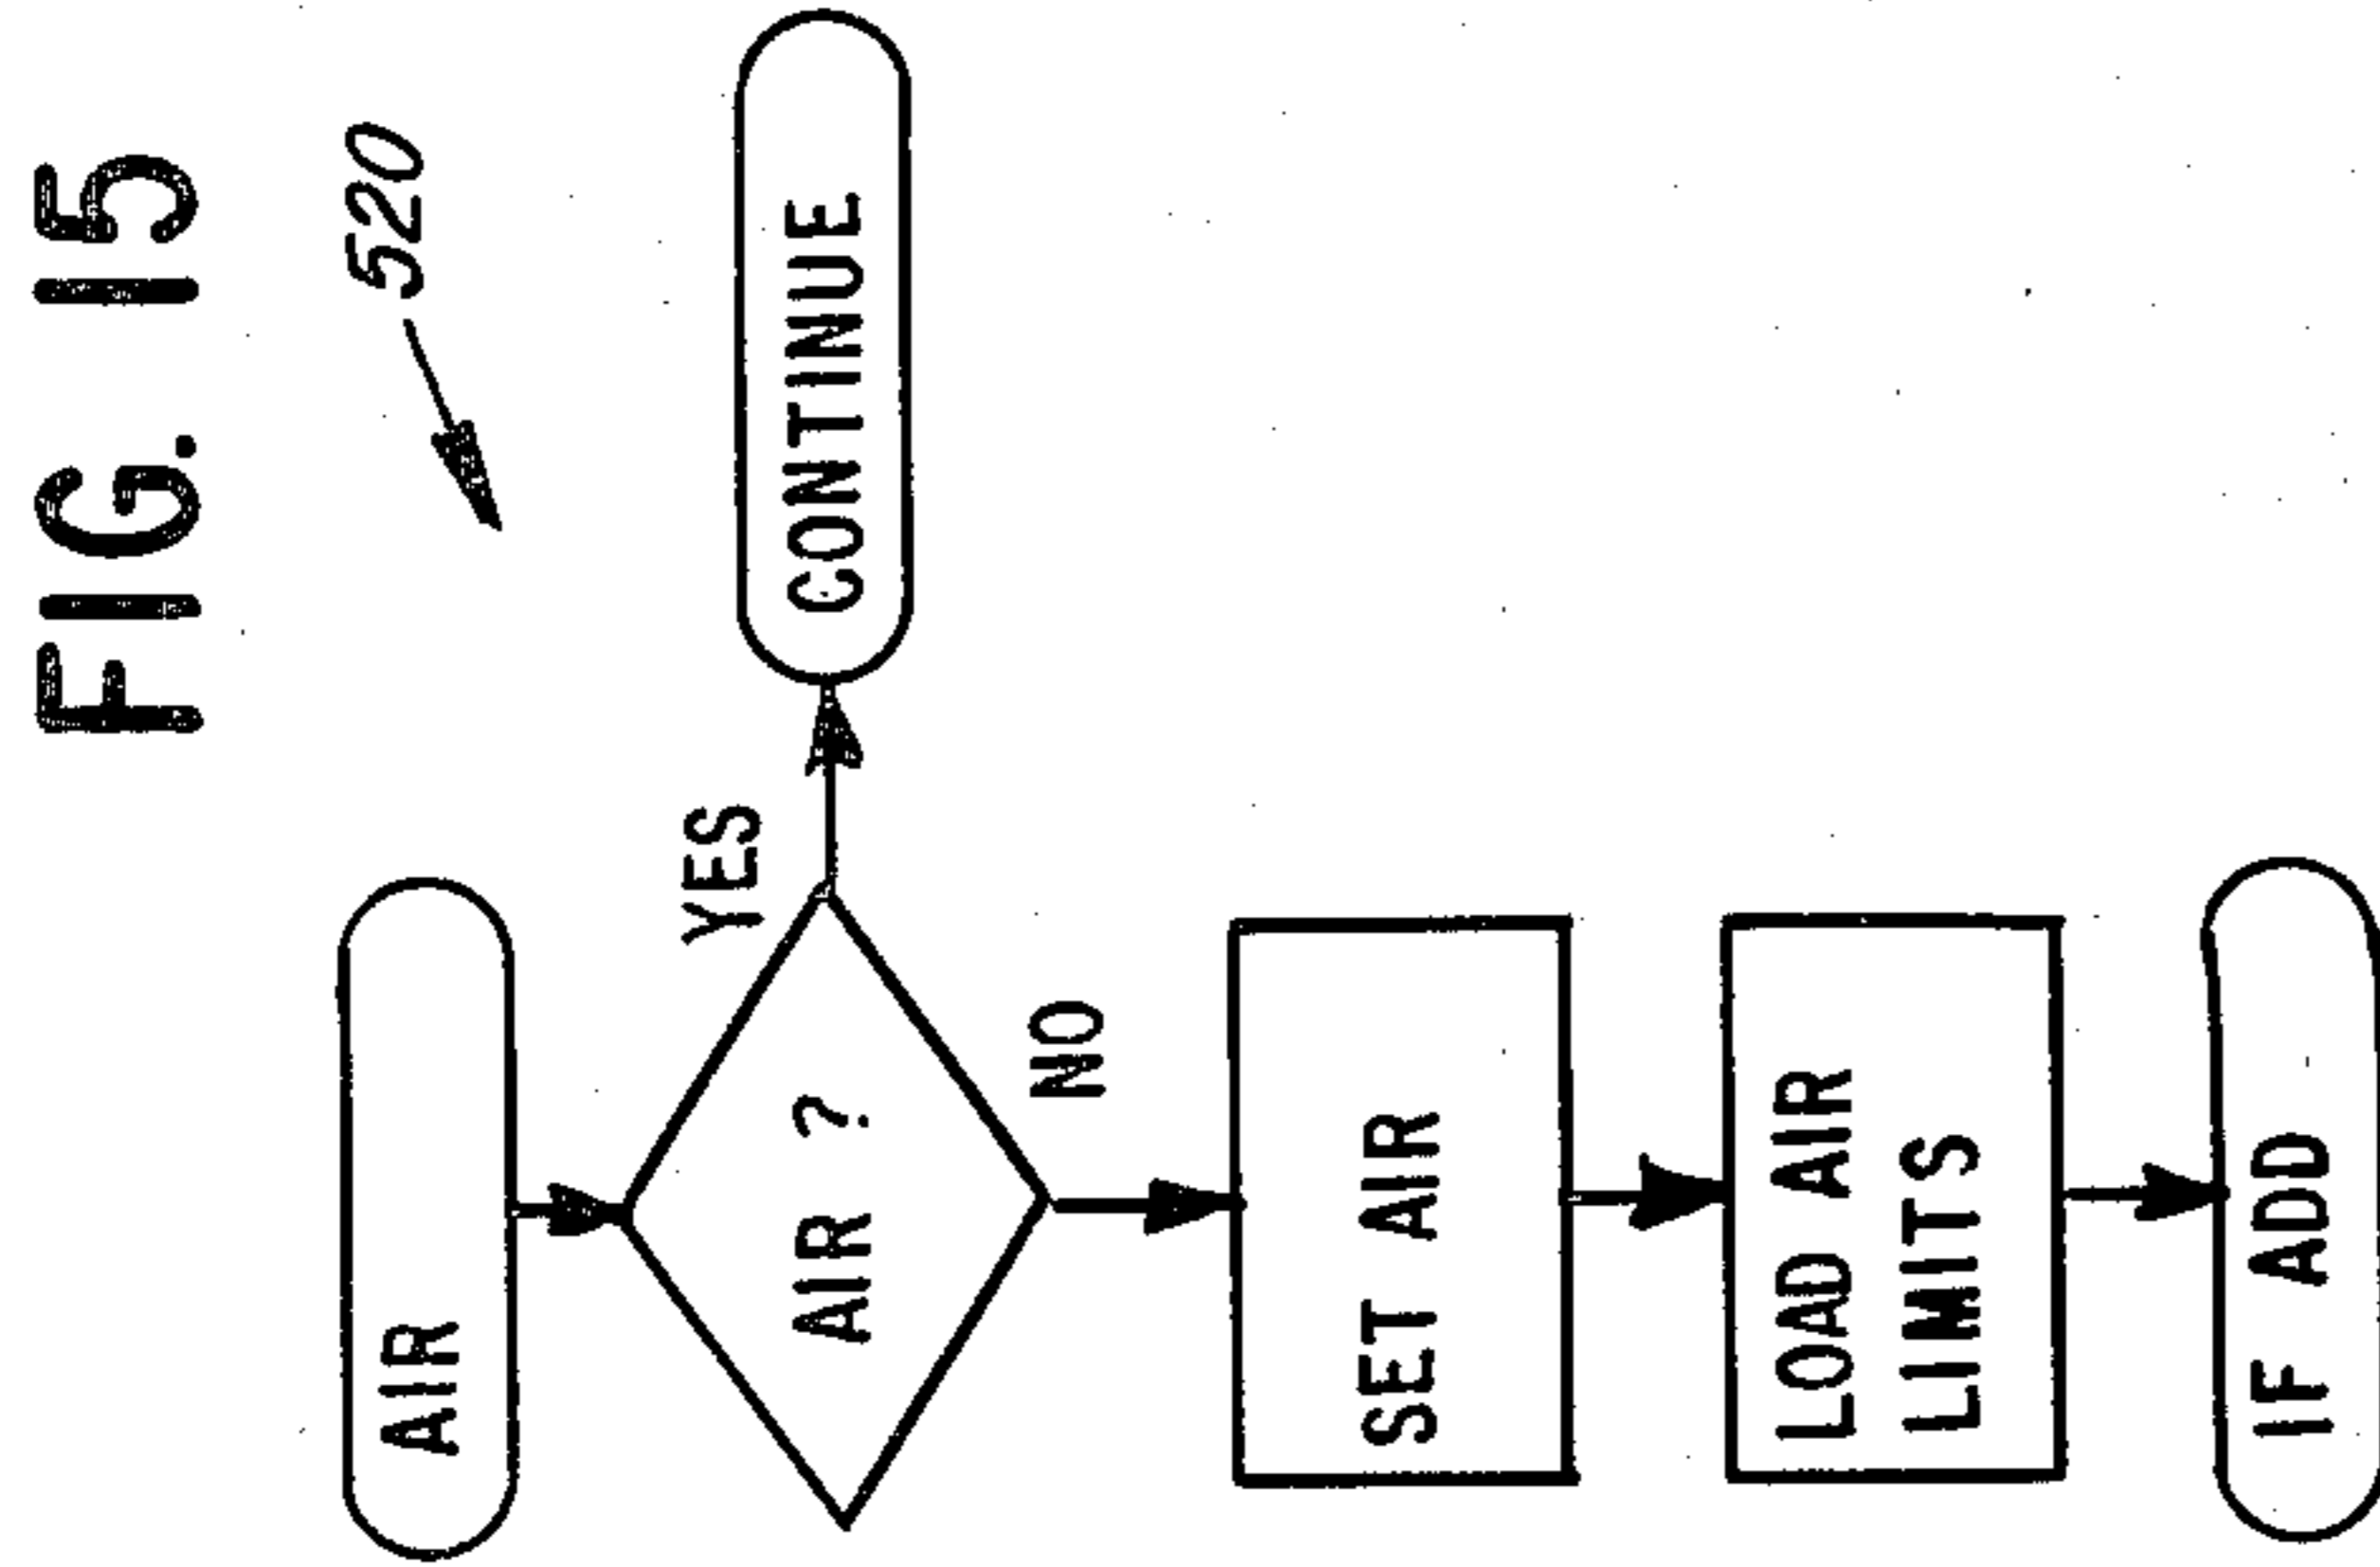 FIG. 15
520
AIR
AIR ?
YES
CONTINUE
NO
SET AIR
LOAD AIR
LIMITS
IF ADD